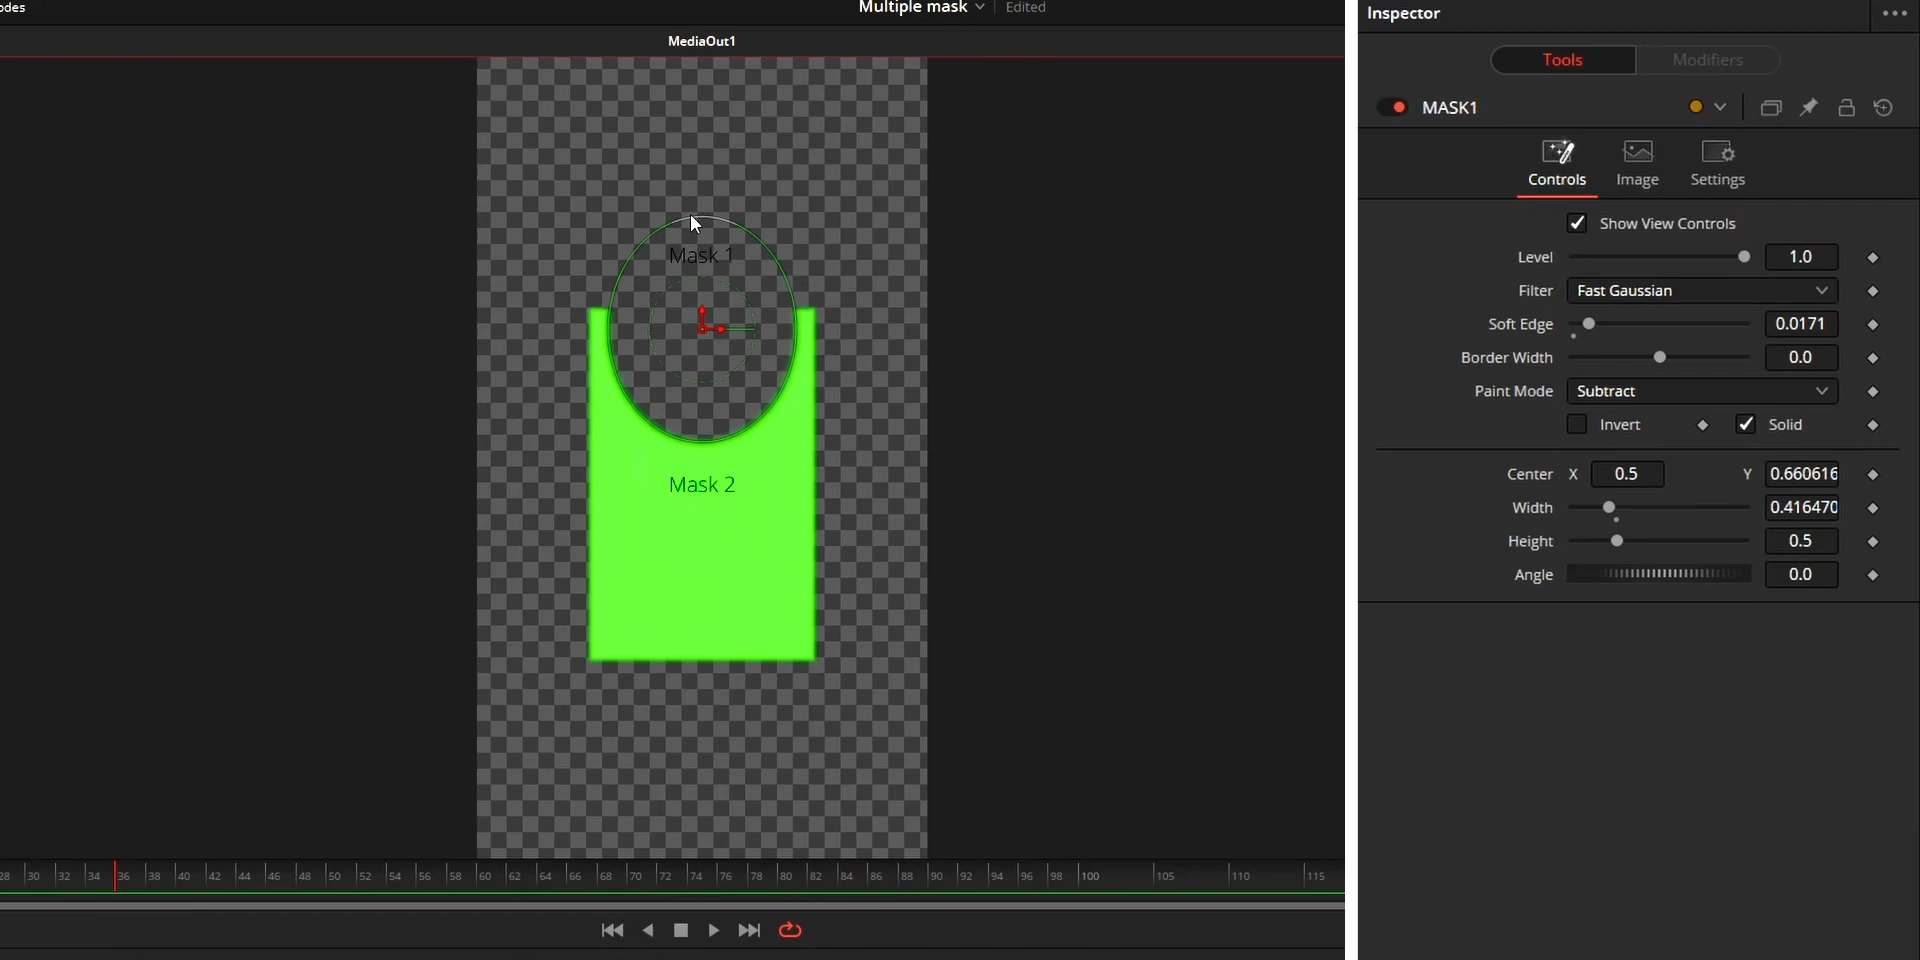 odes
Multiple mask
Edited
MediaOut1
Mask 1
Mask 2
28 30 32 34 36 38 40 42 44 46 48 50 52 54 56 58 60 62 64 66 68 70 72 74 76 78 80 82 84 86 88 90 92 94 96 98 100 105 110 115
Inspector
Tools Modifiers
MASK1
Controls Image Settings
Show View Controls
Level 1.0
Filter Fast Gaussian
Soft Edge 0.0171
Border Width 0.0
Paint Mode Subtract
Invert Solid
Center X 0.5 Y 0.660616
Width 0.416470
Height 0.5
Angle 0.0